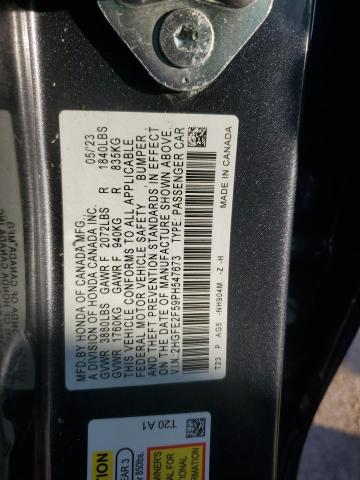 MFD.BY HONDA OF CANADA MFG. 05/'23
A DIVISION OF HONDA CANADA INC.
GVWR 3880LBS GAWR F 2072LBS R 1840LBS
GVWR 1760KG GAWR F 940KG R 835KG
THIS VEHICLE CONFORMS TO ALL APPLICABLE
FEDERAL MOTOR VEHICLE SAFETY, BUMPER
AND THEFT PREVENTION STANDARDS IN EFFECT
ON THE DATE OF MANUFACTURE SHOWN ABOVE.
V.I.N.: 2HGFE2F59PH547673 TYPE: PASSENGER CAR
T23 P AG5 -NH904M -Z -H
MADE IN CANADA
T20 A1